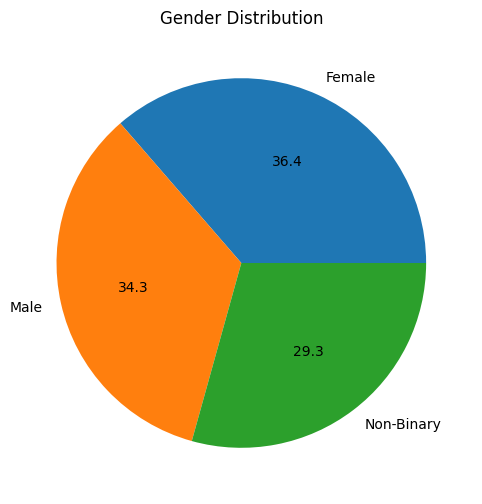 Gender Distribution
Female
36.4
34.3
Male
29.3
Non-Binary